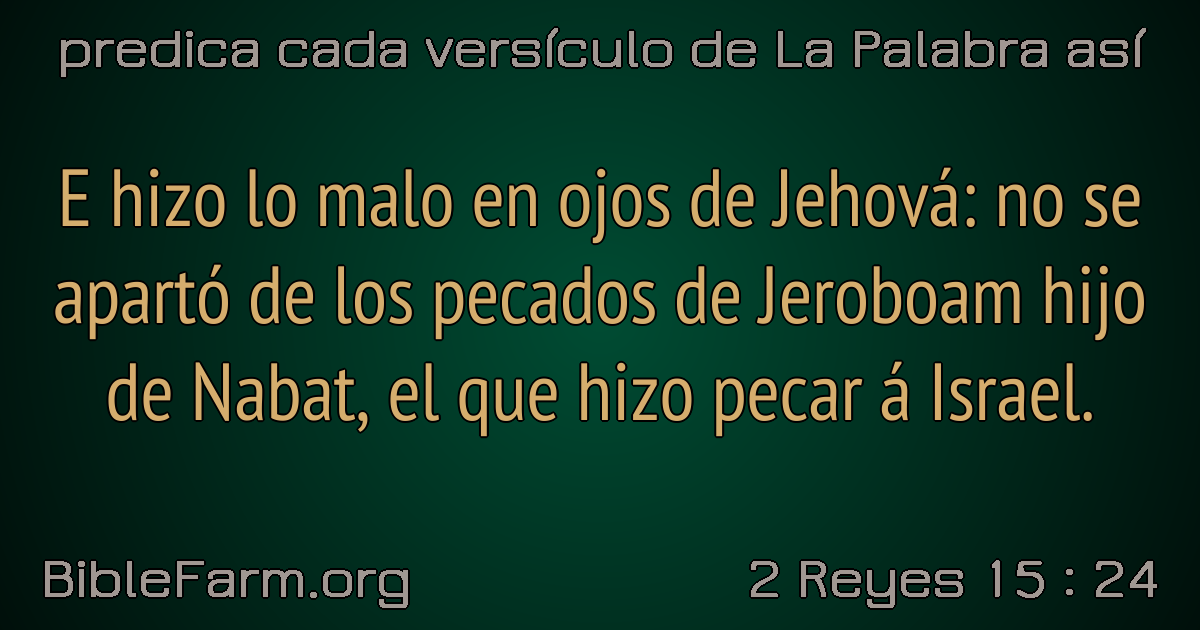 predica cada versículo de La Palabra así
E hizo lo malo en ojos de Jehová: no se
apartó de los pecados de Jeroboam hijo
de Nabat, el que hizo pecar á Israel.
BibleFarm.org
2 Reyes 15 : 24